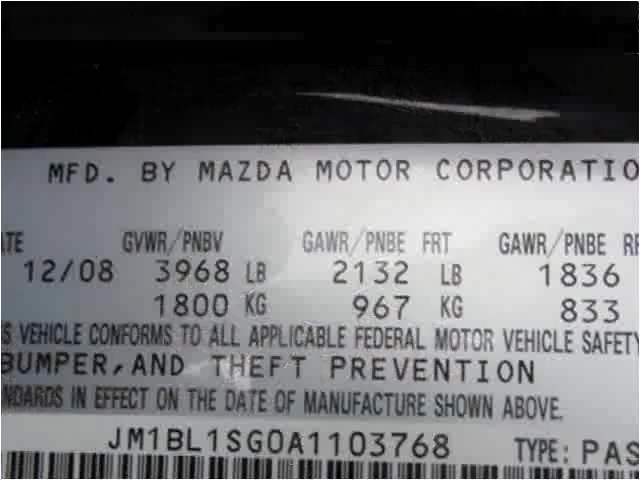 MFD. BY MAZDA MOTOR CORPORATIO
ATE GVWR/PNBV GAWR/PNBE FRT GAWR/PNBE RR
12/08 3968 LB 2132 LB 1836
1800 KG 967 KG 833
S VEHICLE CONFORMS TO ALL APPLICABLE FEDERAL MOTOR VEHICLE SAFETY
BUMPER, AND THEFT PREVENTION
NDARDS IN EFFECT ON THE DATE OF MANUFACTURE SHOWN ABOVE.
JM1BL1SG0A1103768 TYPE: PAS